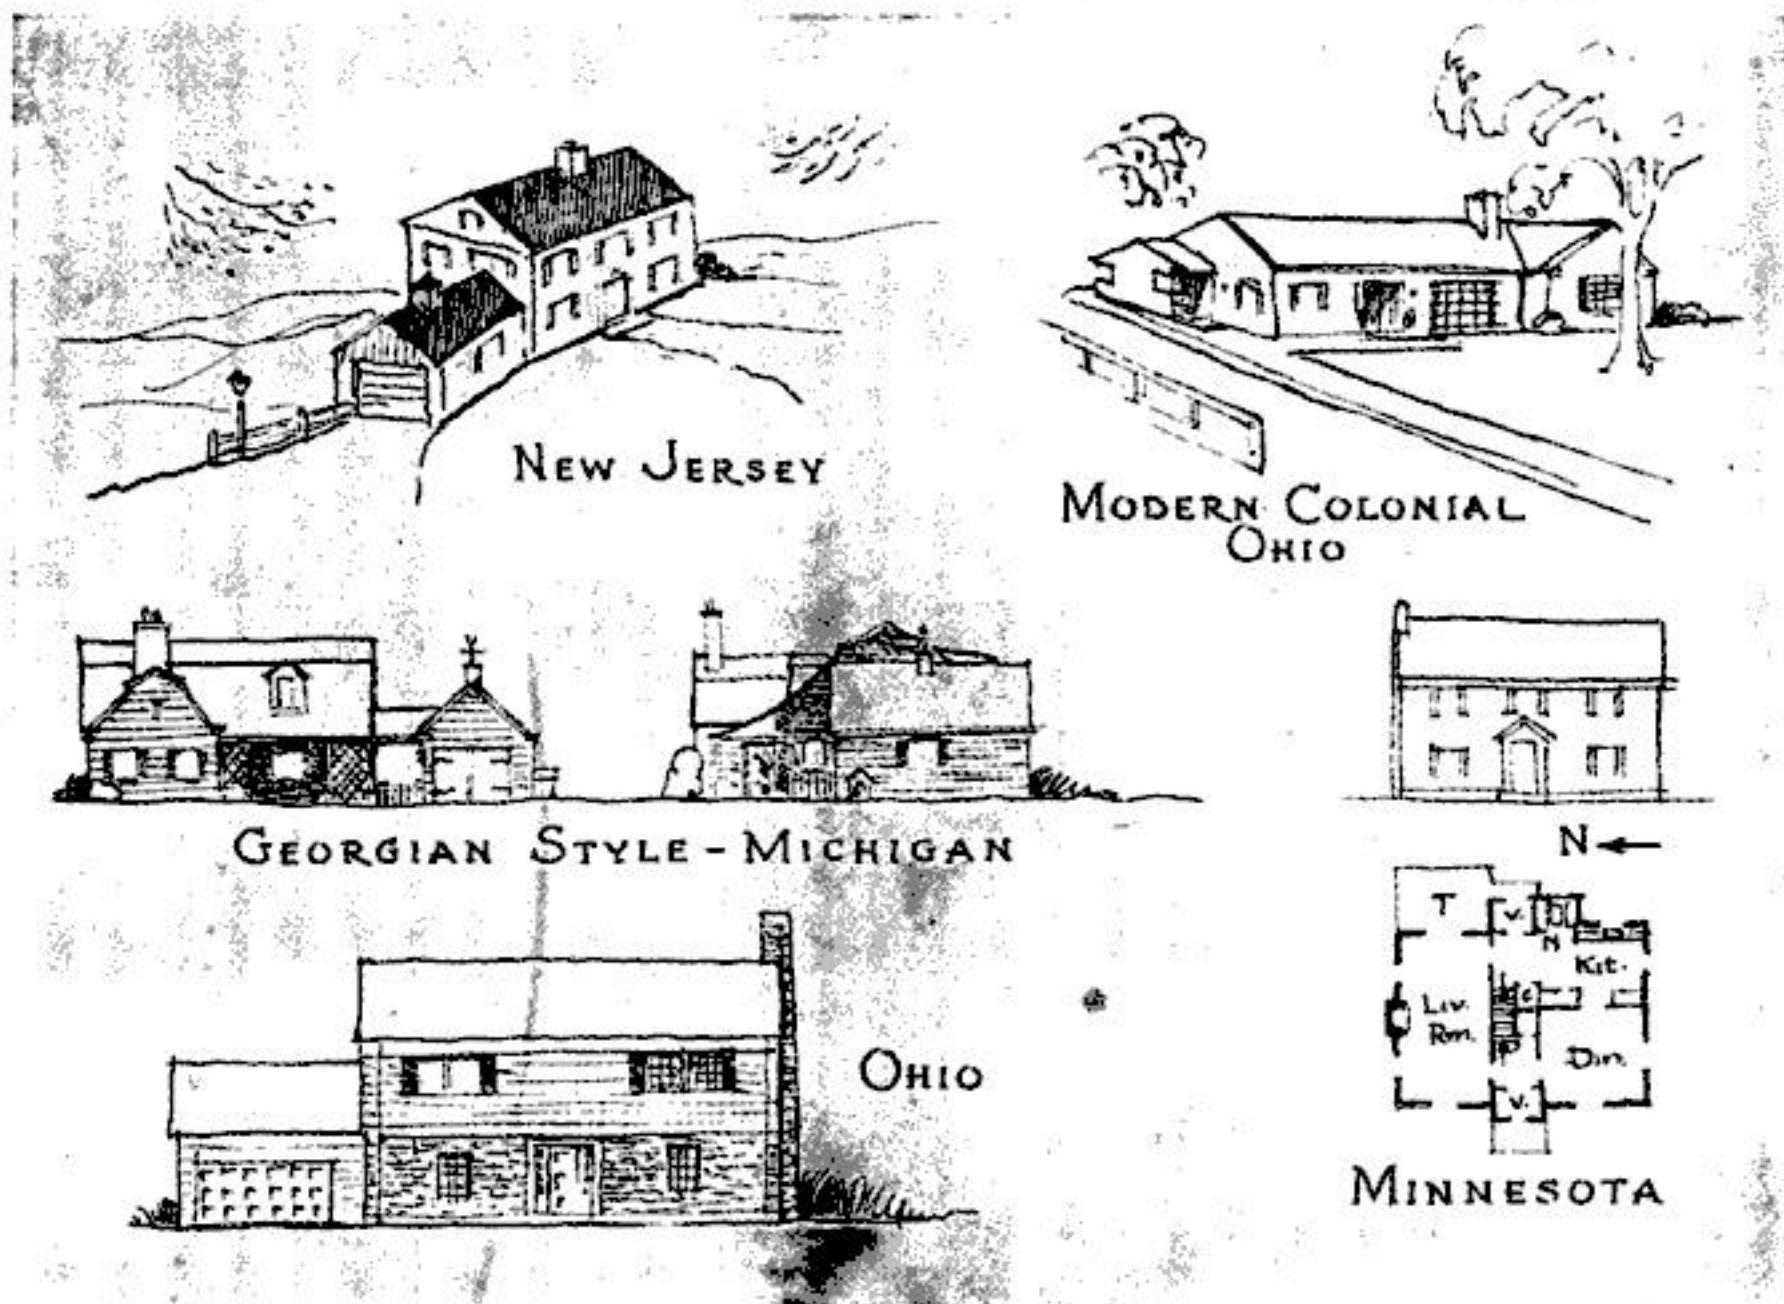 NEW JERSEY
MODERN COLONIAL
OHIO
GEORGIAN STYLE - MICHIGAN
N
T
V.
N
Kit.
C
Liv.
Rm.
Din.
V.
OHIO
MINNESOTA